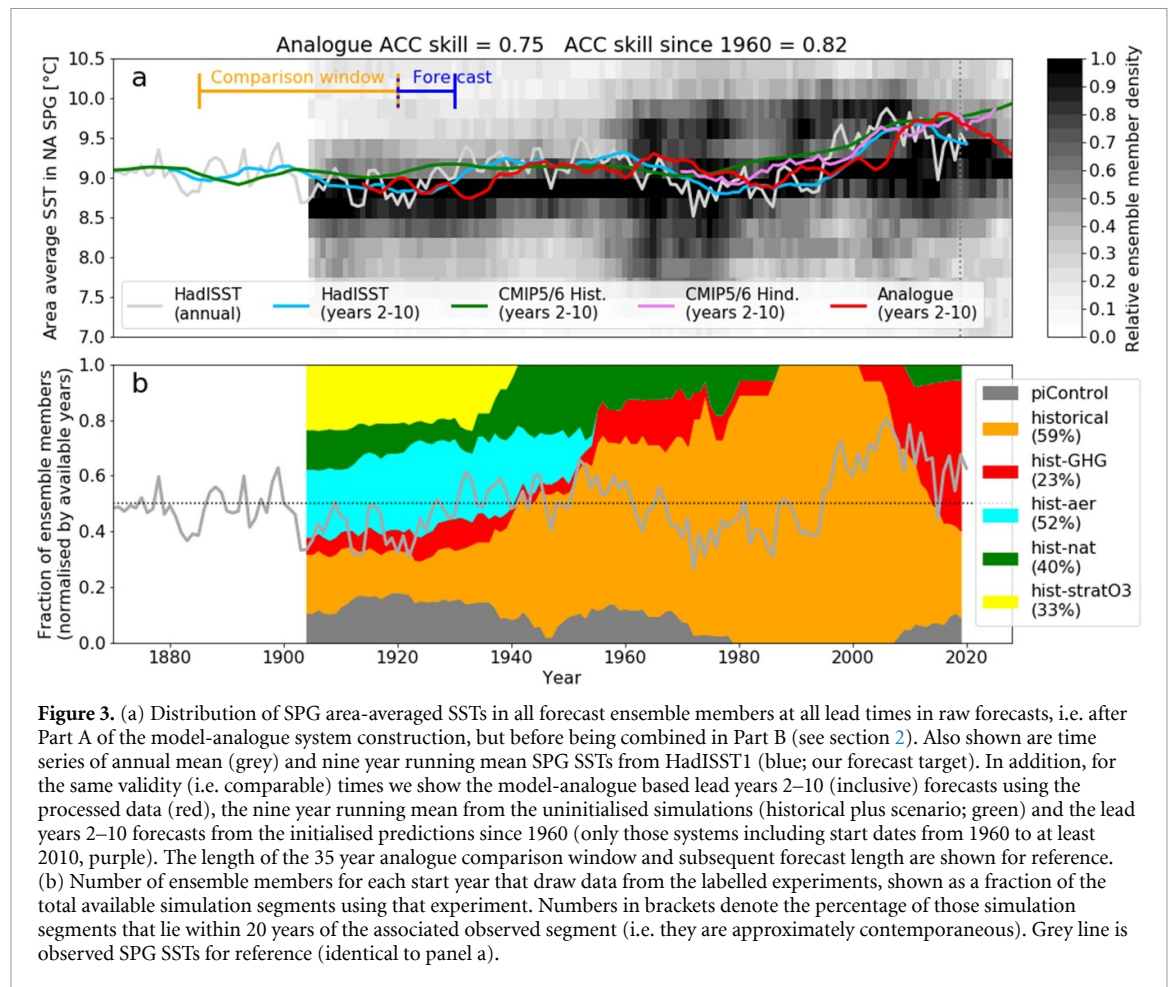 Analogue ACC skill = 0.75 ACC skill since 1960 = 0.82
a
Comparison window
Forecast
Area average SST in NA SPG [°C]
10.5
10.0
9.5
9.0
8.5
8.0
7.5
7.0
HadISST
(annual)
HadISST
(years 2-10)
CMIP5/6 Hist.
(years 2-10)
CMIP5/6 Hind.
(years 2-10)
Analogue
(years 2-10)
1.0
0.9
0.8
0.7
0.6
0.5
0.4
0.3
0.2
0.1
0.0
Relative ensemble member density
b
Fraction of ensemble members
(normalised by available years)
1.0
0.8
0.6
0.4
0.2
0.0
1880 1900 1920 1940 1960 1980 2000 2020
Year
piControl
historical
(59%)
hist-GHG
(23%)
hist-aer
(52%)
hist-nat
(40%)
hist-stratO3
(33%)
Figure 3. (a) Distribution of SPG area-averaged SSTs in all forecast ensemble members at all lead times in raw forecasts, i.e. after
Part A of the model-analogue system construction, but before being combined in Part B (see section 2). Also shown are time
series of annual mean (grey) and nine year running mean SPG SSTs from HadISST1 (blue; our forecast target). In addition, for
the same validity (i.e. comparable) times we show the model-analogue based lead years 2–10 (inclusive) forecasts using the
processed data (red), the nine year running mean from the uninitialised simulations (historical plus scenario; green) and the lead
years 2–10 forecasts from the initialised predictions since 1960 (only those systems including start dates from 1960 to at least
2010, purple). The length of the 35 year analogue comparison window and subsequent forecast length are shown for reference.
(b) Number of ensemble members for each start year that draw data from the labelled experiments, shown as a fraction of the
total available simulation segments using that experiment. Numbers in brackets denote the percentage of those simulation
segments that lie within 20 years of the associated observed segment (i.e. they are approximately contemporaneous). Grey line is
observed SPG SSTs for reference (identical to panel a).